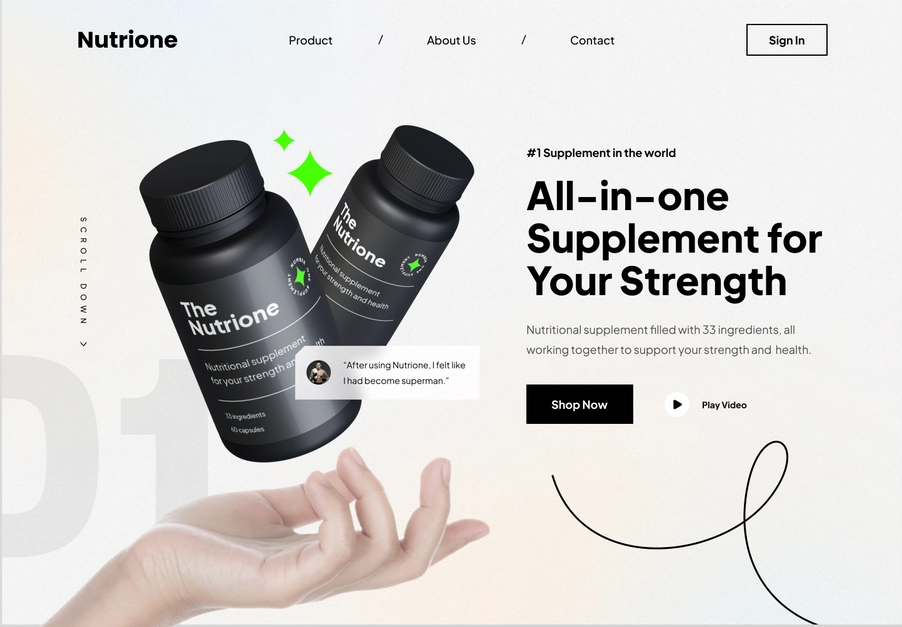 Nutrione
Product / About Us / Contact
Sign In
SCROLL DOWN
01
The
Nutrione
Nutritional supplement
for your strength an
33 ingredients
60 capsules
The
Nutrione
Nutritional supplement
for your strength and health
"After using Nutrione, I felt like
I had become superman."
#1 Supplement in the world
All-in-one
Supplement for
Your Strength
Nutritional supplement filled with 33 ingredients, all
working together to support your strength and health.
Shop Now
Play Video